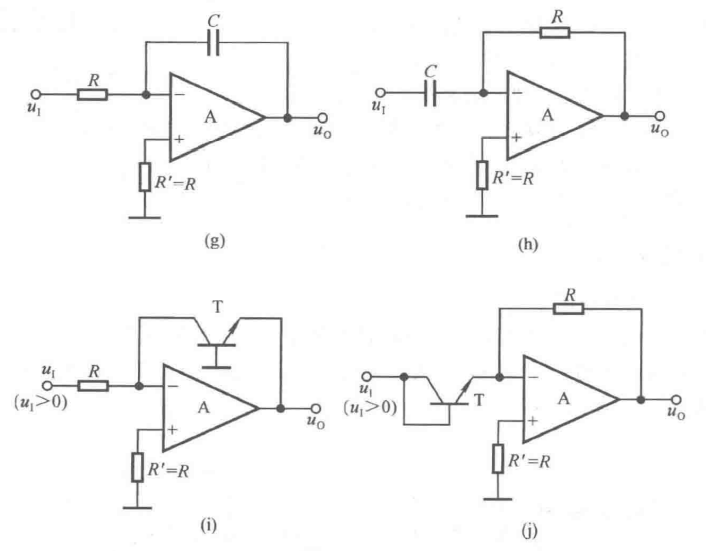 C
R
u_I
−
A
+
u_O
R'=R
(g)
R
C
u_I
−
A
+
u_O
R'=R
(h)
T
R
u_I
(u_I>0)
−
A
+
u_O
R'=R
(i)
R
u_I
(u_I>0)
T
−
A
+
u_O
R'=R
(j)